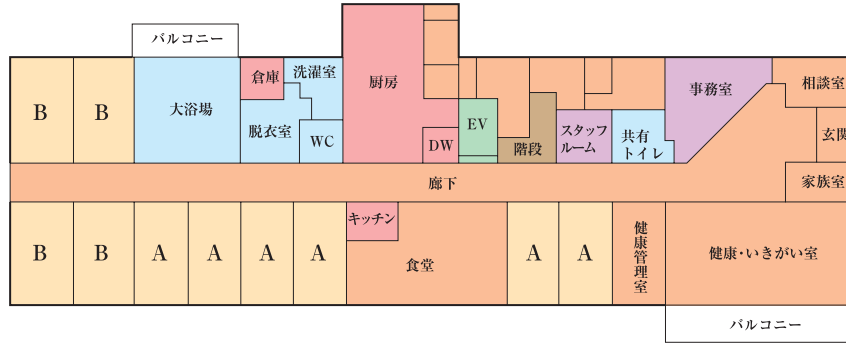 バルコニー
B
B
大浴場
倉庫
洗濯室
脱衣室
WC
厨房
DW
EV
階段
スタッフ
ルーム
共有
トイレ
事務室
相談室
玄関
廊下
家族室
B
B
A
A
A
A
キッチン
食堂
A
A
健康管理室
健康・いきがい室
バルコニー